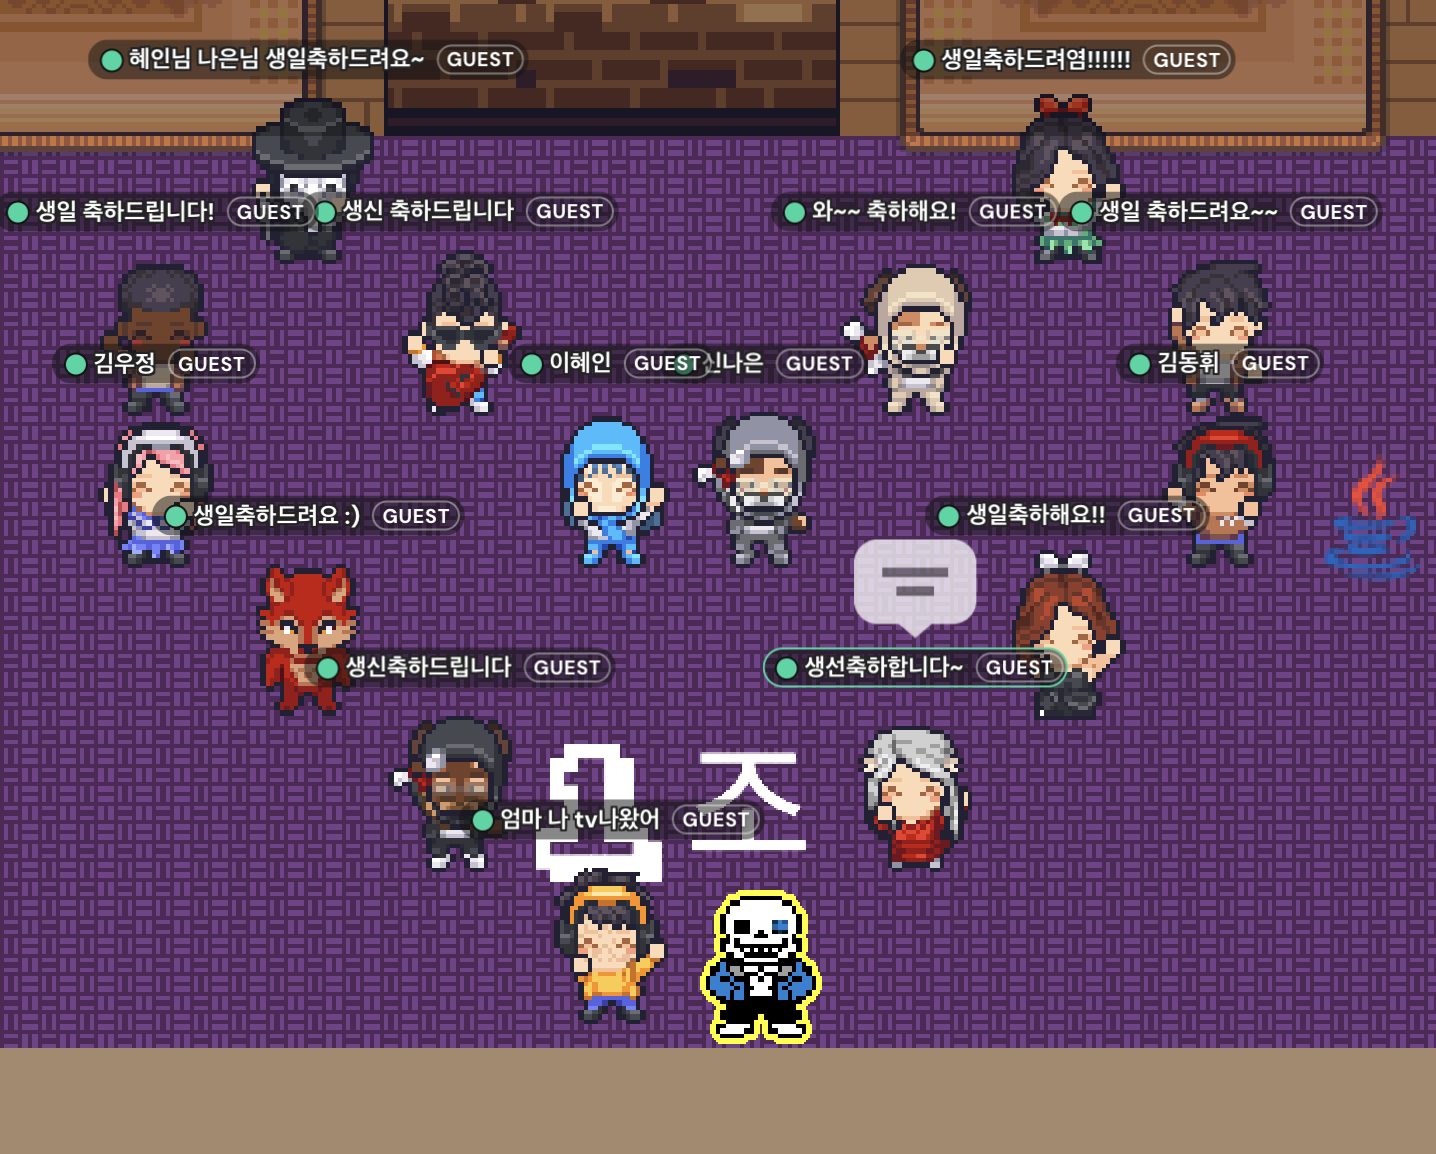 혜인님 나은님 생일축하드려요~ GUEST
생일축하드려염!!!!!! GUEST
생일 축하드립니다! GUEST
생신 축하드립니다 GUEST
와~~ 축하해요! GUEST
생일 축하드려요~~ GUEST
김우정 GUEST
이혜인 GUEST
신나은 GUEST
김동휘 GUEST
생일축하드려요 :) GUEST
생일축하해요!! GUEST
생신축하드립니다 GUEST
생선축하합니다~ GUEST
조
엄마 나 tv나왔어 GUEST